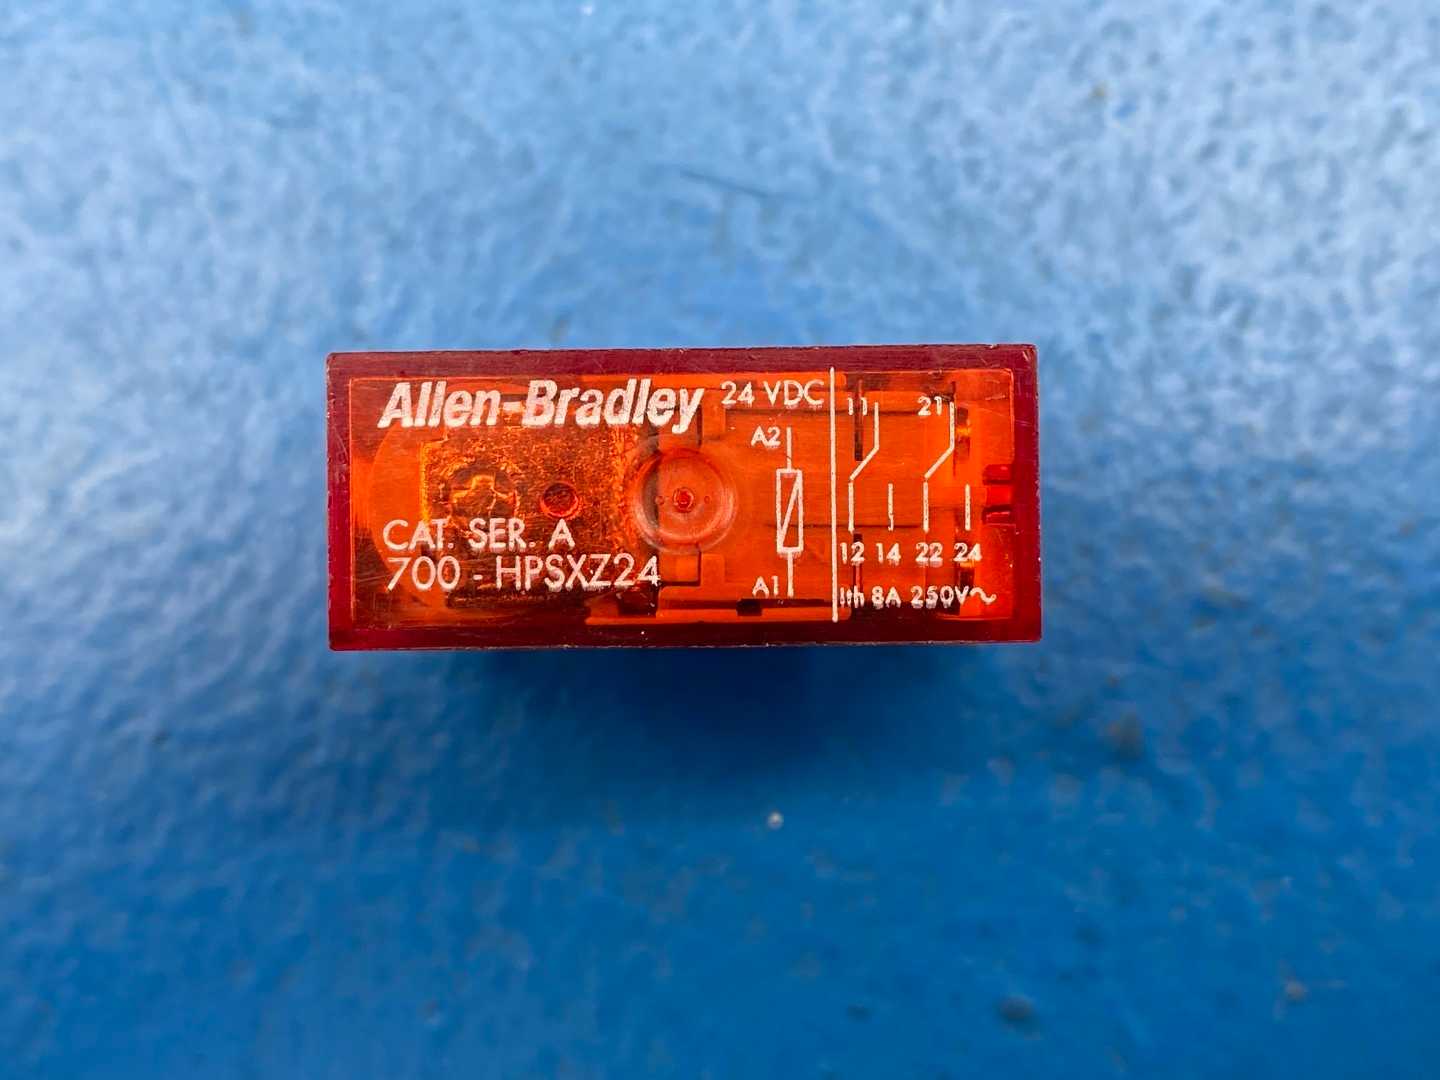 Allen-Bradley 24 VDC
11 21
A2
CAT. SER. A
700-HPSXZ24
12 14 22 24
A1
Ith 8A 250V~